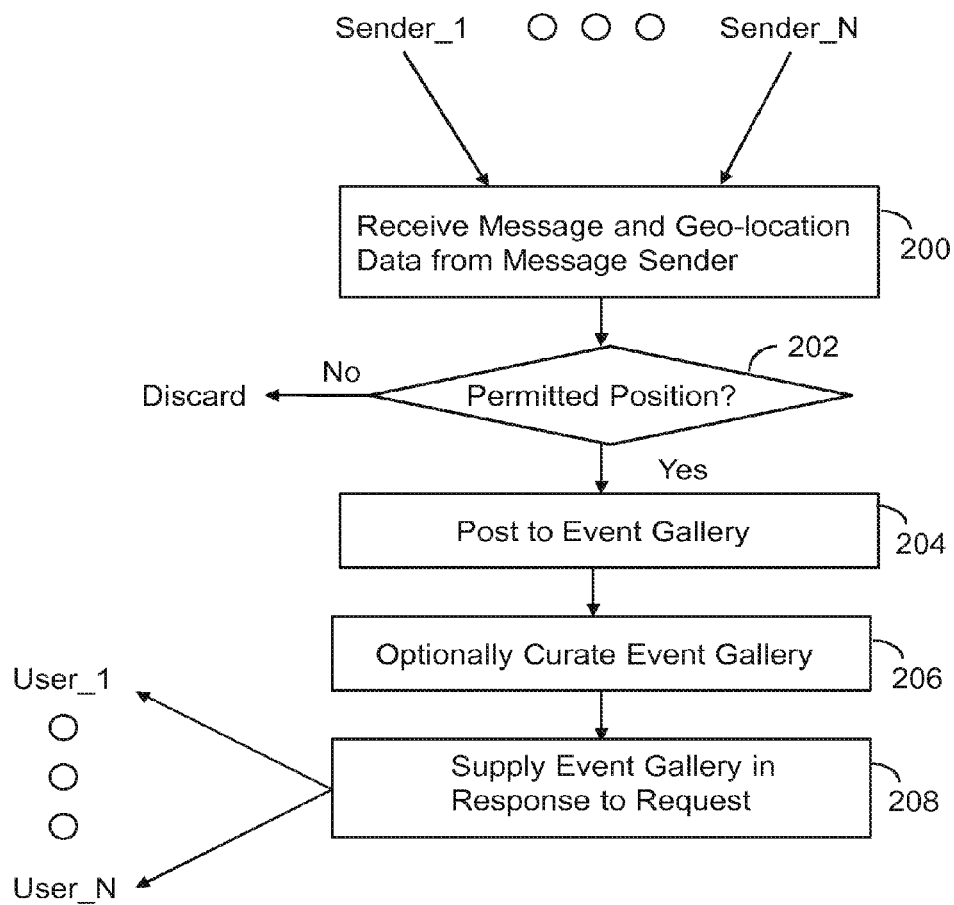 Sender_1
Sender_N
Receive Message and Geo-location
Data from Message Sender
200
202
No
Discard
Permitted Position?
Yes
Post to Event Gallery
204
Optionally Curate Event Gallery
206
User_1
Supply Event Gallery in
Response to Request
208
User_N